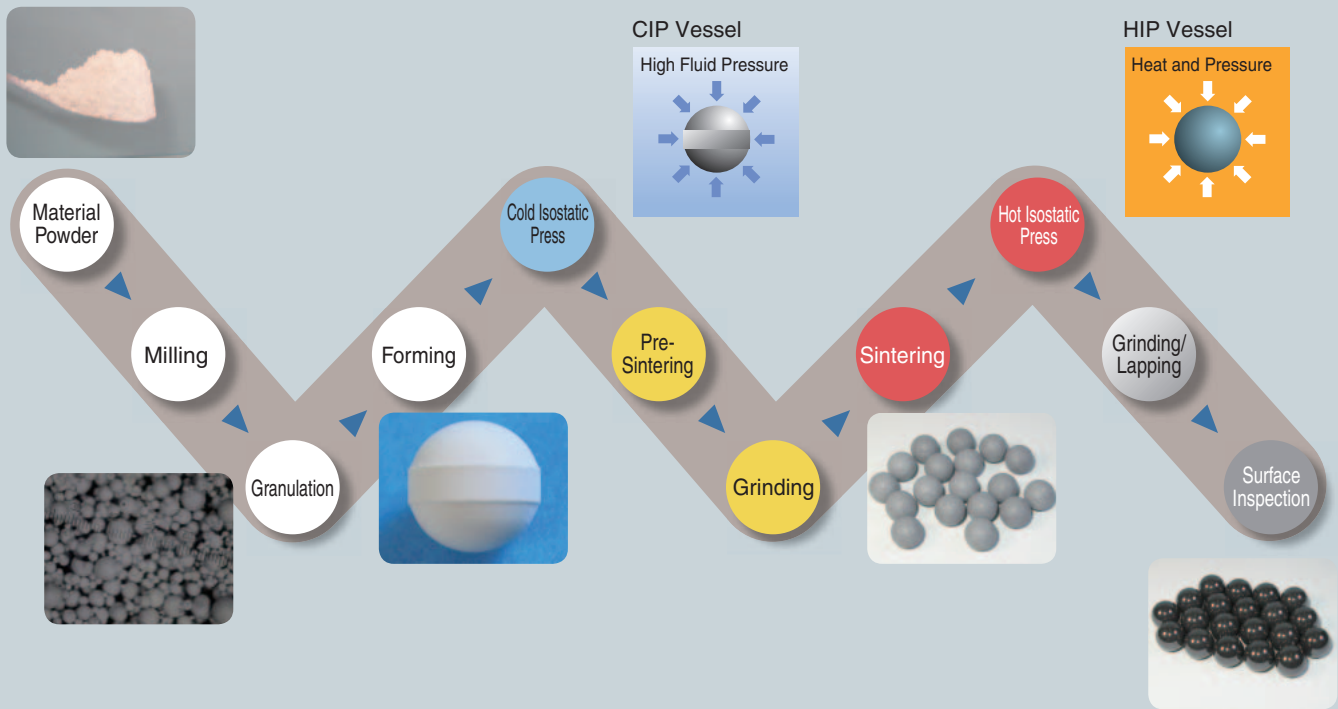 CIP Vessel
High Fluid Pressure
HIP Vessel
Heat and Pressure
Material
Powder
Milling
Granulation
Forming
Cold Isostatic
Press
Pre-
Sintering
Grinding
Sintering
Hot Isostatic
Press
Grinding/
Lapping
Surface
Inspection